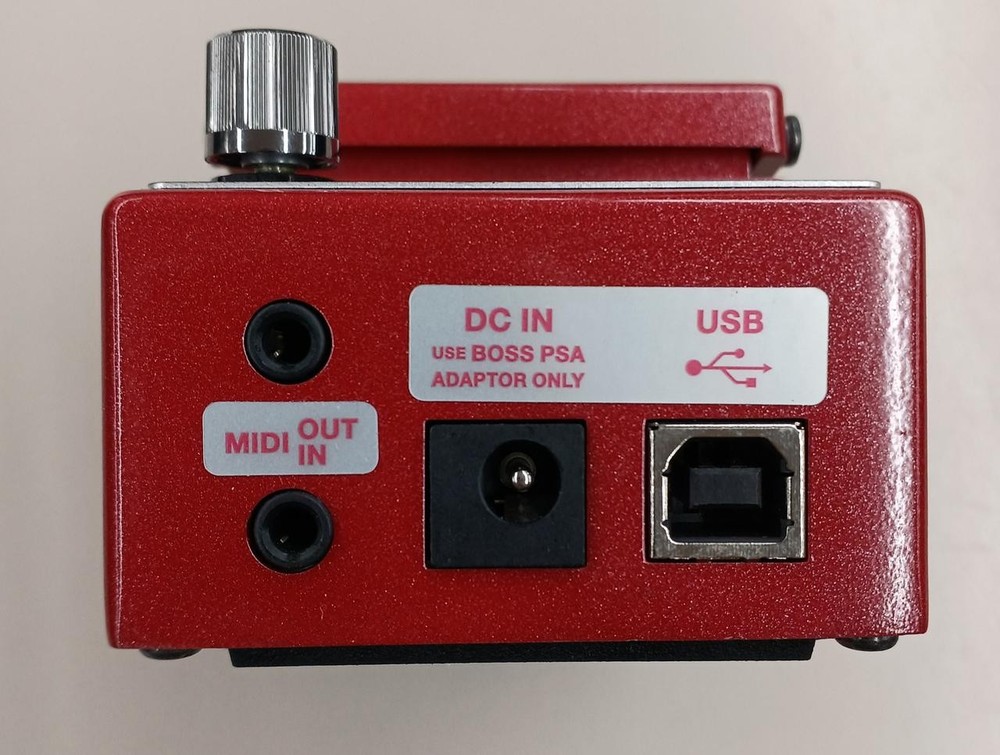 DC IN
USE BOSS PSA
ADAPTOR ONLY
USB
MIDI OUT
IN